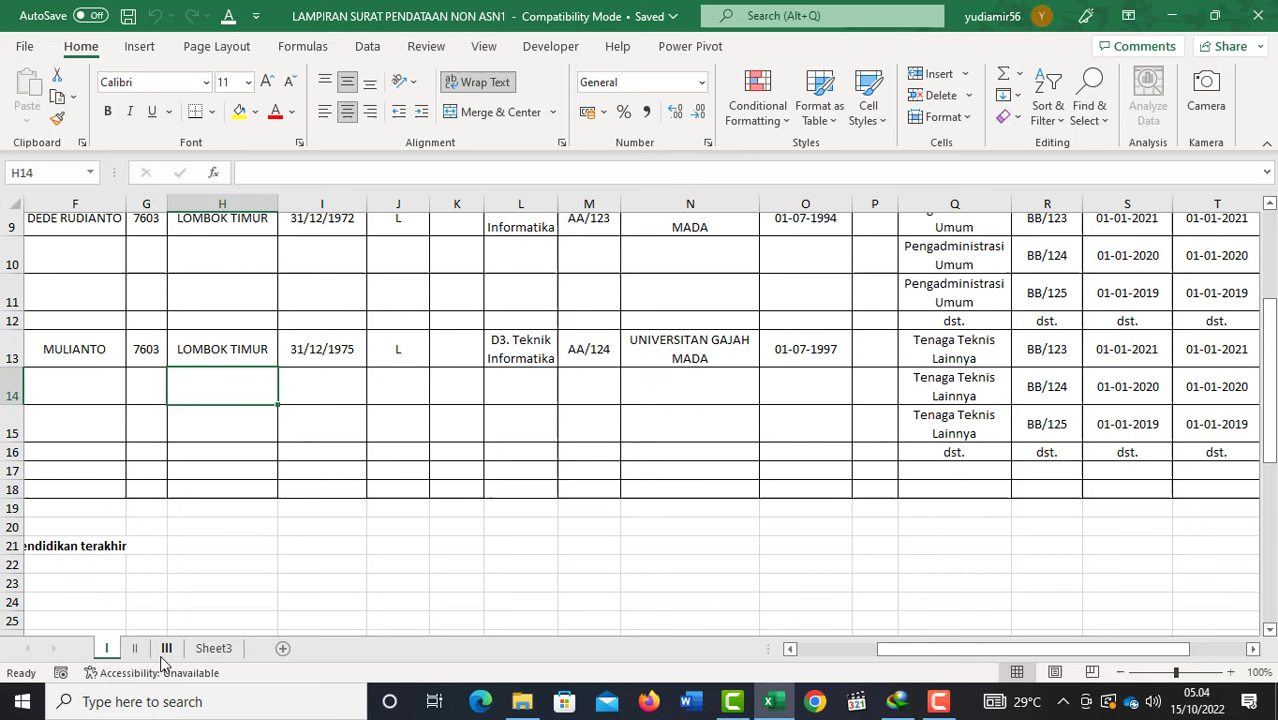 AutoSave Off LAMPIRAN SURAT PENDATAAN NON ASN1 - Compatibility Mode • Saved Search (Alt+Q) yudiamir56 Y
File Home Insert Page Layout Formulas Data Review View Developer Help Power Pivot Comments Share
Paste Calibri 11 Wrap Text General Conditional Formatting Format as Table Cell Styles Insert Sort & Filter Find & Select Analyze Data Camera
B I U Merge & Center Delete
Format
Clipboard Font Alignment Number Styles Cells Editing Analysis Kamera
H14 fx
F G H I J K L M N O P Q R S T
9 DEDE RUDIANTO 7603 LOMBOK TIMUR 31/12/1972 L Informatika AA/123 MADA 01-07-1994 Umum BB/123 01-01-2021 01-01-2021
10 Pengadministrasi Umum BB/124 01-01-2020 01-01-2020
11 Pengadministrasi Umum BB/125 01-01-2019 01-01-2019
12 dst. dst. dst. dst.
13 MULIANTO 7603 LOMBOK TIMUR 31/12/1975 L D3. Teknik Informatika AA/124 UNIVERSITAN GAJAH MADA 01-07-1997 Tenaga Teknis Lainnya BB/123 01-01-2021 01-01-2021
14 Tenaga Teknis Lainnya BB/124 01-01-2020 01-01-2020
15 Tenaga Teknis Lainnya BB/125 01-01-2019 01-01-2019
16 dst. dst. dst. dst.
17
18
19
20
21 endidikan terakhir
22
23
24
25
I II III Sheet3
Ready Accessibility: Unavailable 100%
Type here to search 29°C 05.04
15/10/2022